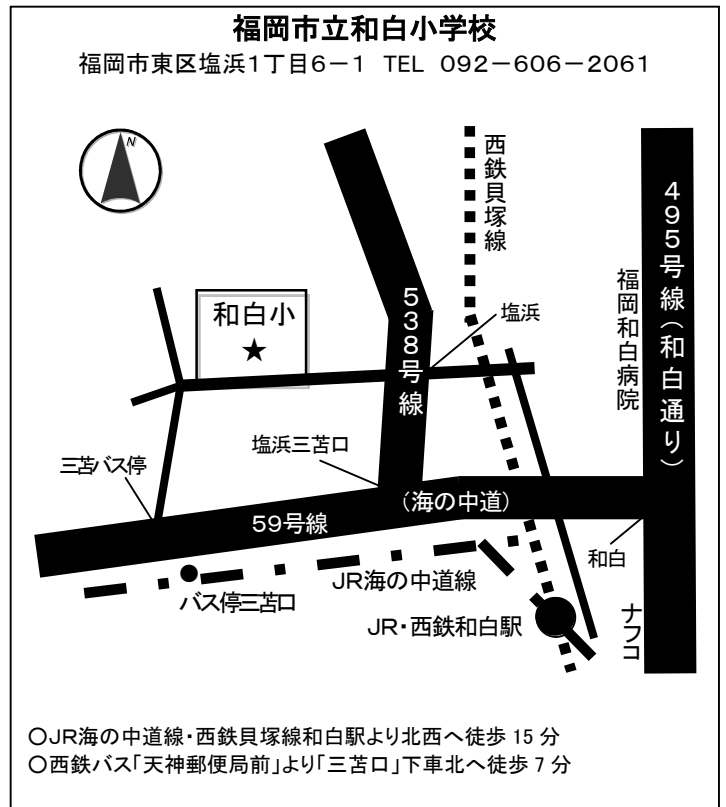 福岡市立和白小学校
福岡市東区塩浜1丁目6－1 TEL 092－606－2061
N
西鉄貝塚線
495号線(和白通り)
福岡和白病院
538号線
塩浜
和白小
★
塩浜三苫口
三苫バス停
(海の中道)
59号線
和白
JR海の中道線
バス停三苫口
JR・西鉄和白駅
ナフコ
○JR海の中道線・西鉄貝塚線和白駅より北西へ徒歩 15 分
○西鉄バス「天神郵便局前」より「三苫口」下車北へ徒歩 7 分